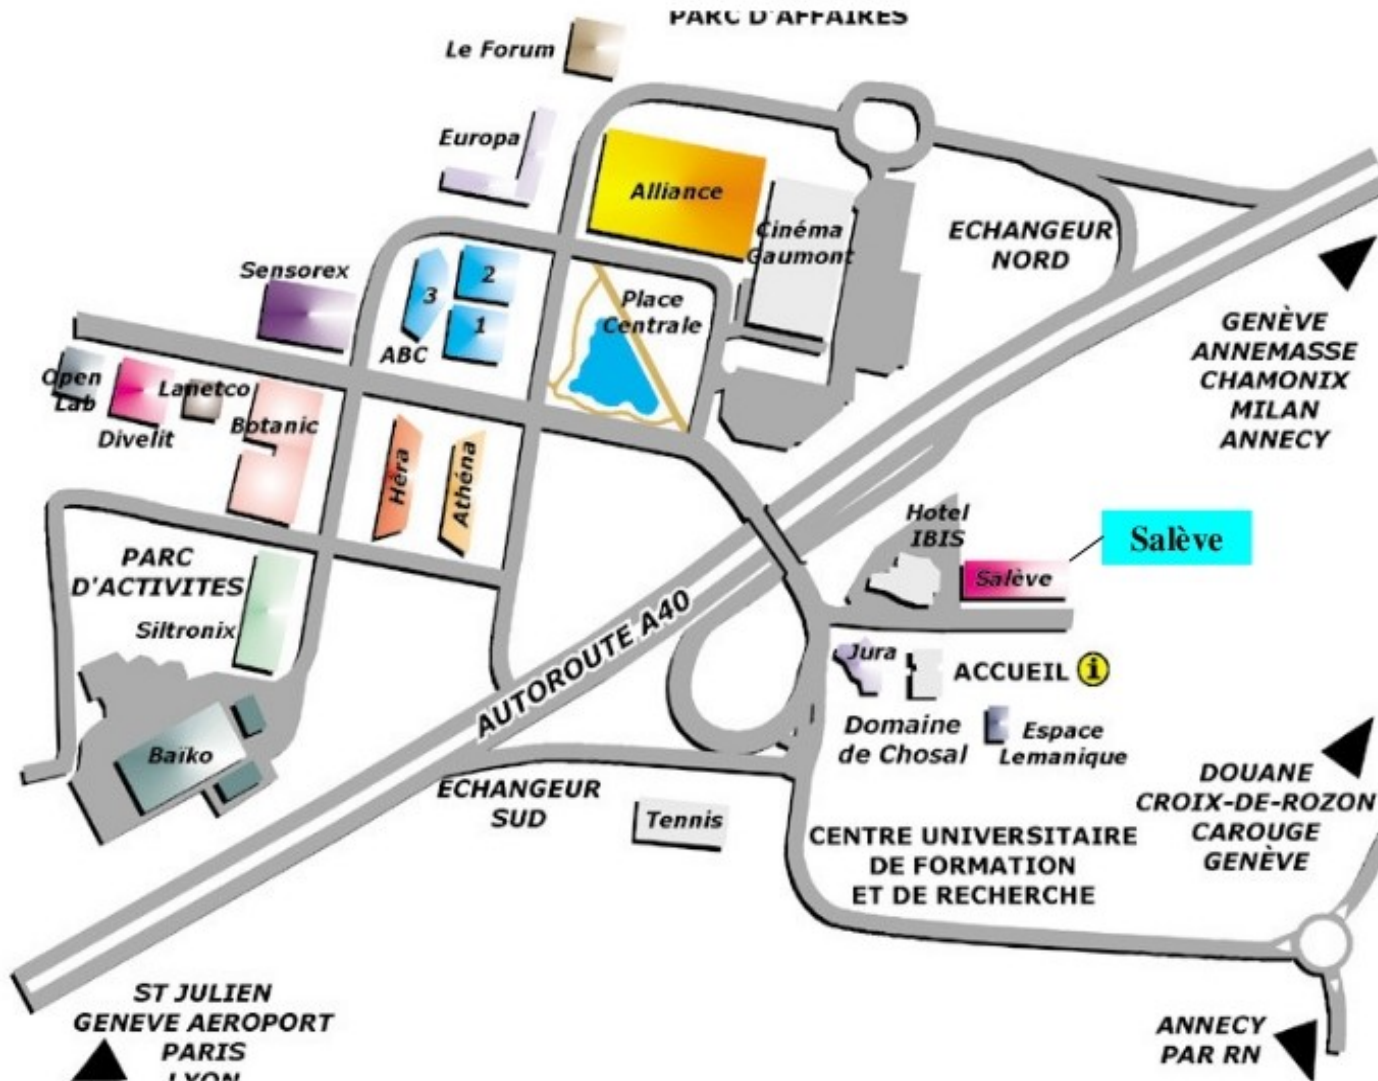 PARC D'AFFAIRES
Le Forum
Europa
Alliance
Cinéma
Gaumont
ECHANGEUR
NORD
Sensorex
3
2
1
ABC
Place
Centrale
GENÈVE
ANNEMASSE
CHAMONIX
MILAN
ANNECY
Open
Lab
Divelit
Lanetco
Botanic
Héra
Athéna
Hotel
IBIS
Salève
Salève
PARC
D'ACTIVITES
Siltronix
AUTOROUTE A40
Jura
ACCUEIL i
Domaine
de Chosal
Espace
Lemanique
Baïko
ECHANGEUR
SUD
Tennis
DOUANE
CROIX-DE-ROZON
CAROUGE
GENÈVE
CENTRE UNIVERSITAIRE
DE FORMATION
ET DE RECHERCHE
ST JULIEN
GENEVE AEROPORT
PARIS
LYON
ANNECY
PAR RN